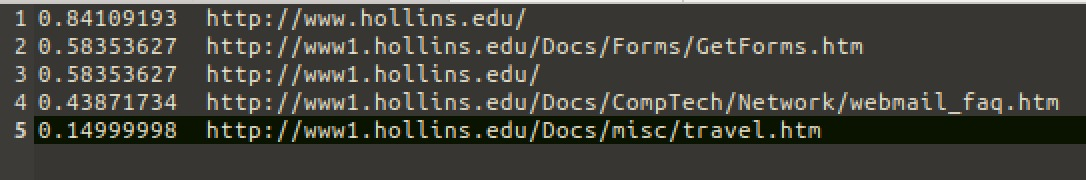 1 0.84109193 http://www.hollins.edu/
2 0.58353627 http://www1.hollins.edu/Docs/Forms/GetForms.htm
3 0.58353627 http://www1.hollins.edu/
4 0.43871734 http://www1.hollins.edu/Docs/CompTech/Network/webmail_faq.htm
5 0.14999998 http://www1.hollins.edu/Docs/misc/travel.htm